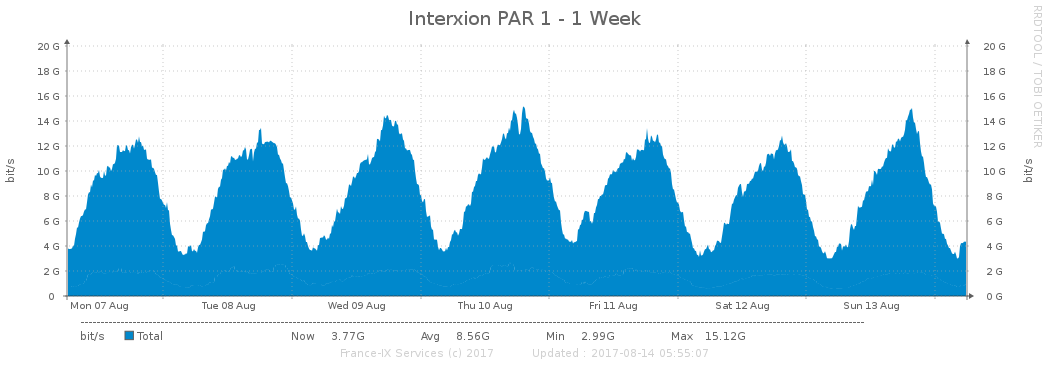 Interxion PAR 1 - 1 Week
RRDTOOL / TOBI OETIKER
20 G 20 G
18 G 18 G
16 G 16 G
14 G 14 G
12 G 12 G
10 G 10 G
8 G 8 G
6 G 6 G
4 G 4 G
2 G 2 G
0 0 G
bit/s bit/s
Mon 07 Aug Tue 08 Aug Wed 09 Aug Thu 10 Aug Fri 11 Aug Sat 12 Aug Sun 13 Aug
bit/s Total Now 3.77G Avg 8.56G Min 2.99G Max 15.12G
France-IX Services (c) 2017 Updated : 2017-08-14 05:55:07